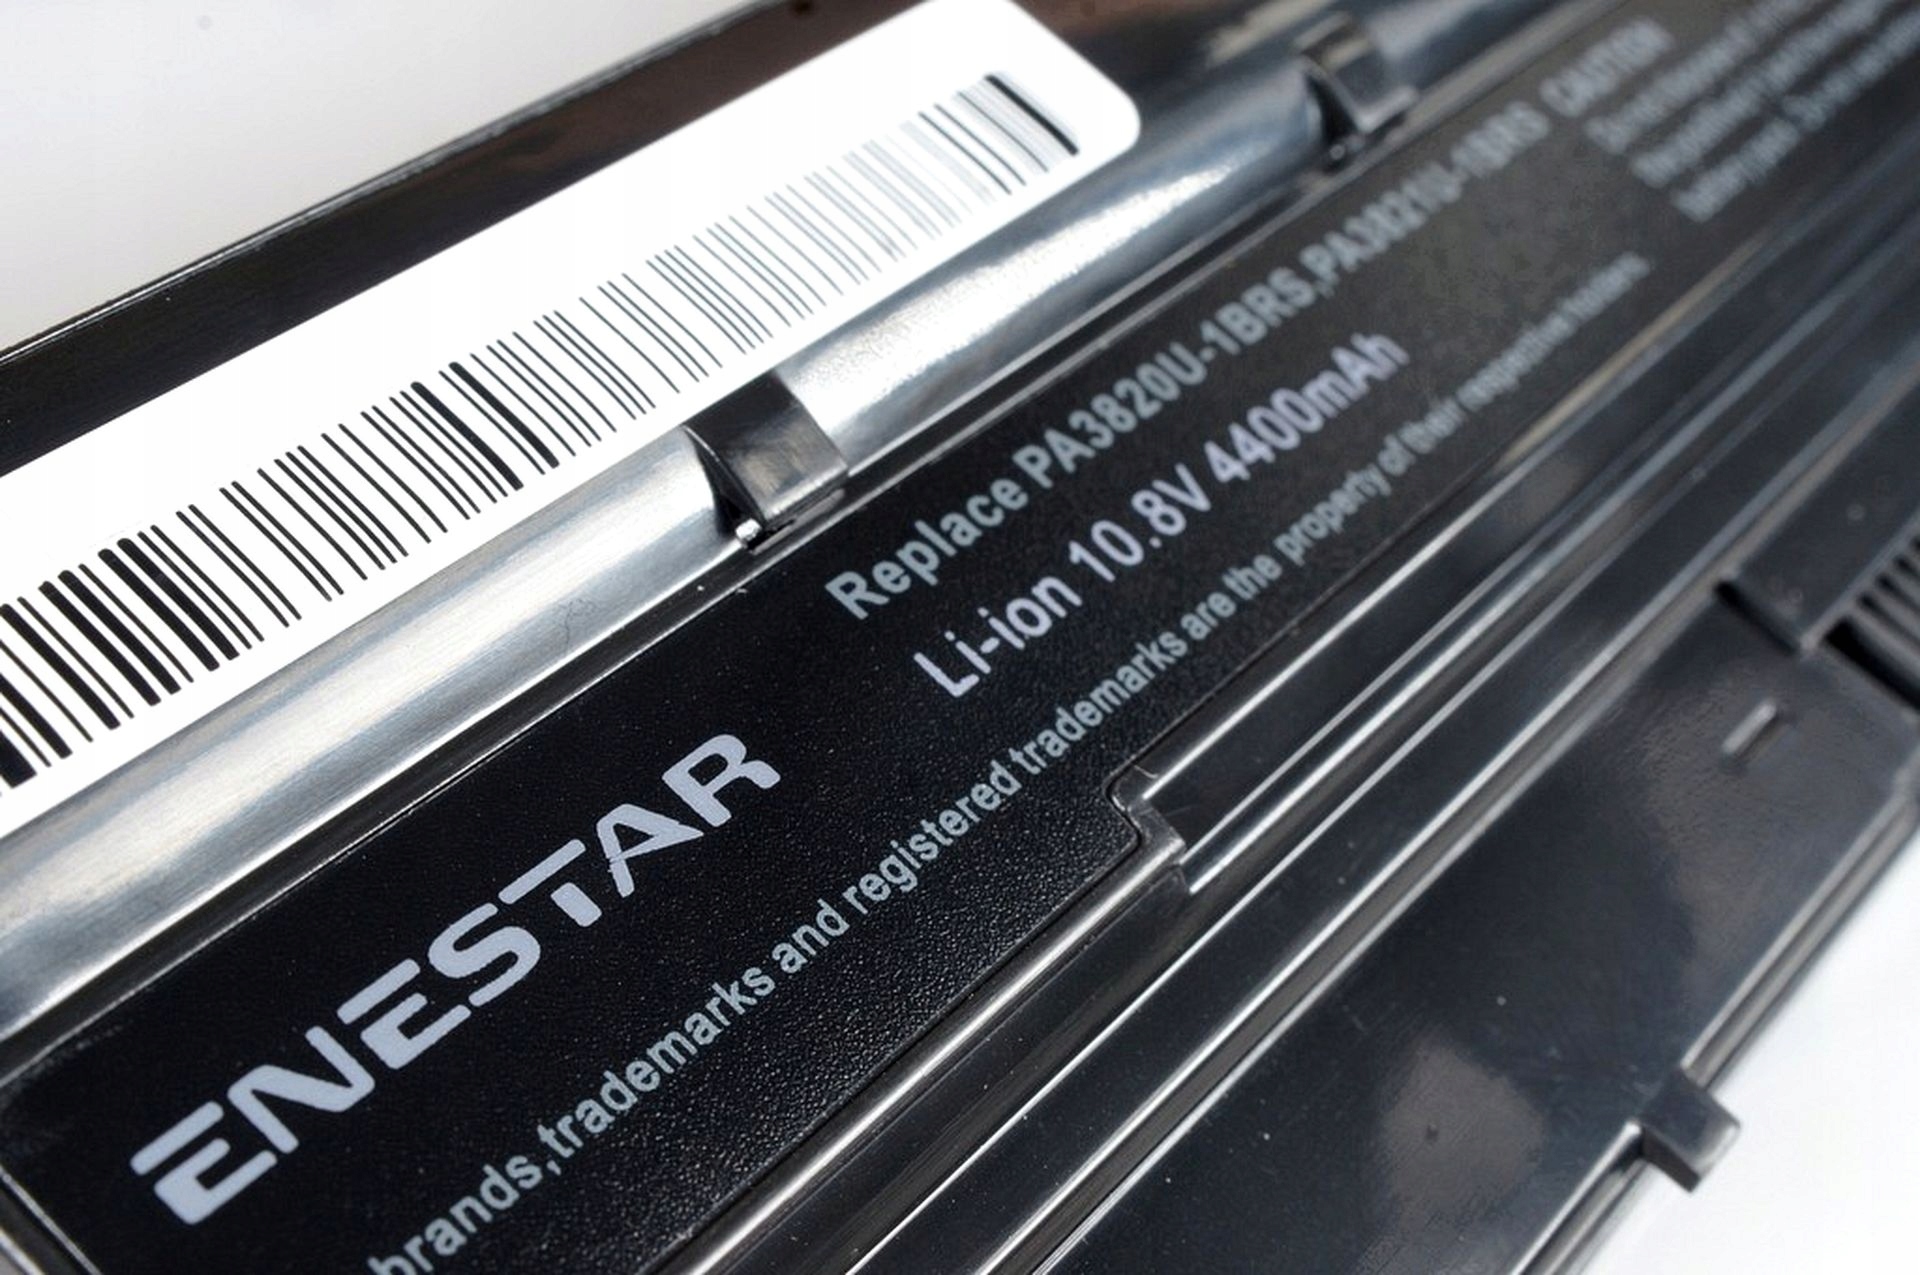 ENESTAR
Replace PA3820U-1BRS,PA3821U-1BRS
Li-ion 10.8V 4400mAh
brands,trademarks and registered trademarks are the property of their respective holders
CAUTION